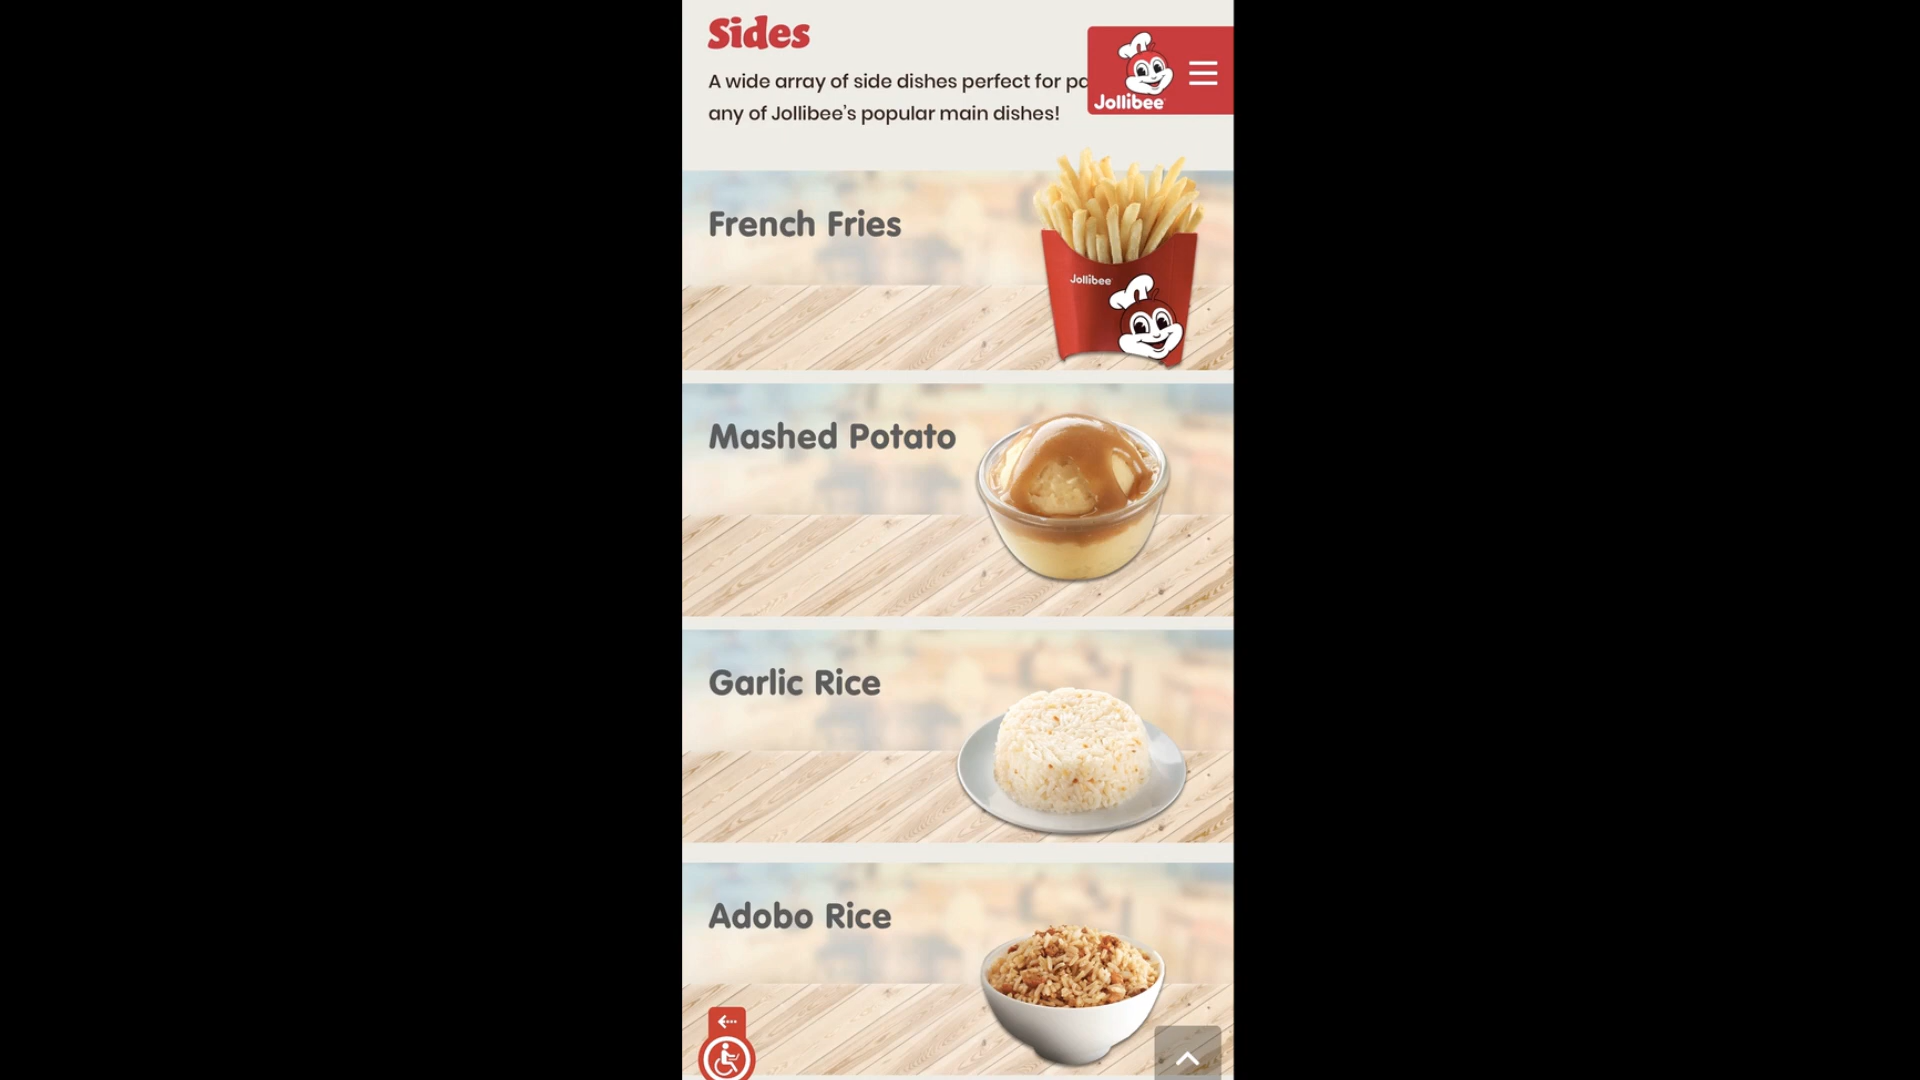 Sides
A wide array of side dishes perfect for
any of Jollibee's popular main dishes!
Jollibee
French Fries
Jollibee
Mashed Potato
Garlic Rice
Adobo Rice